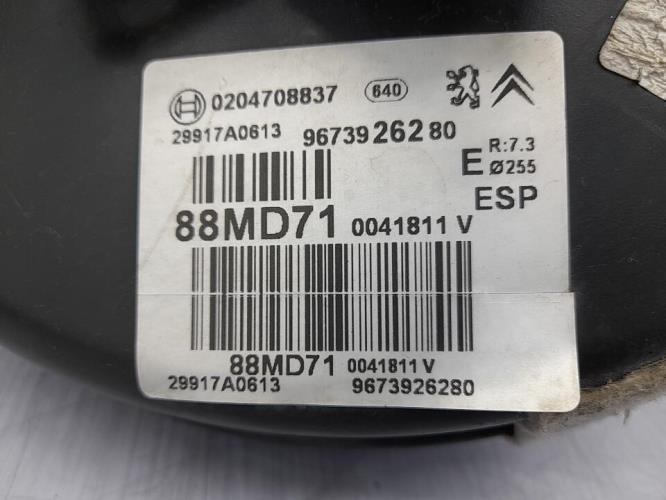 0204708837 640
29917A0613 9673926280
E R:7.3
Ø255
ESP
88MD71 0041811 V
88MD71 0041811 V
29917A0613 9673926280